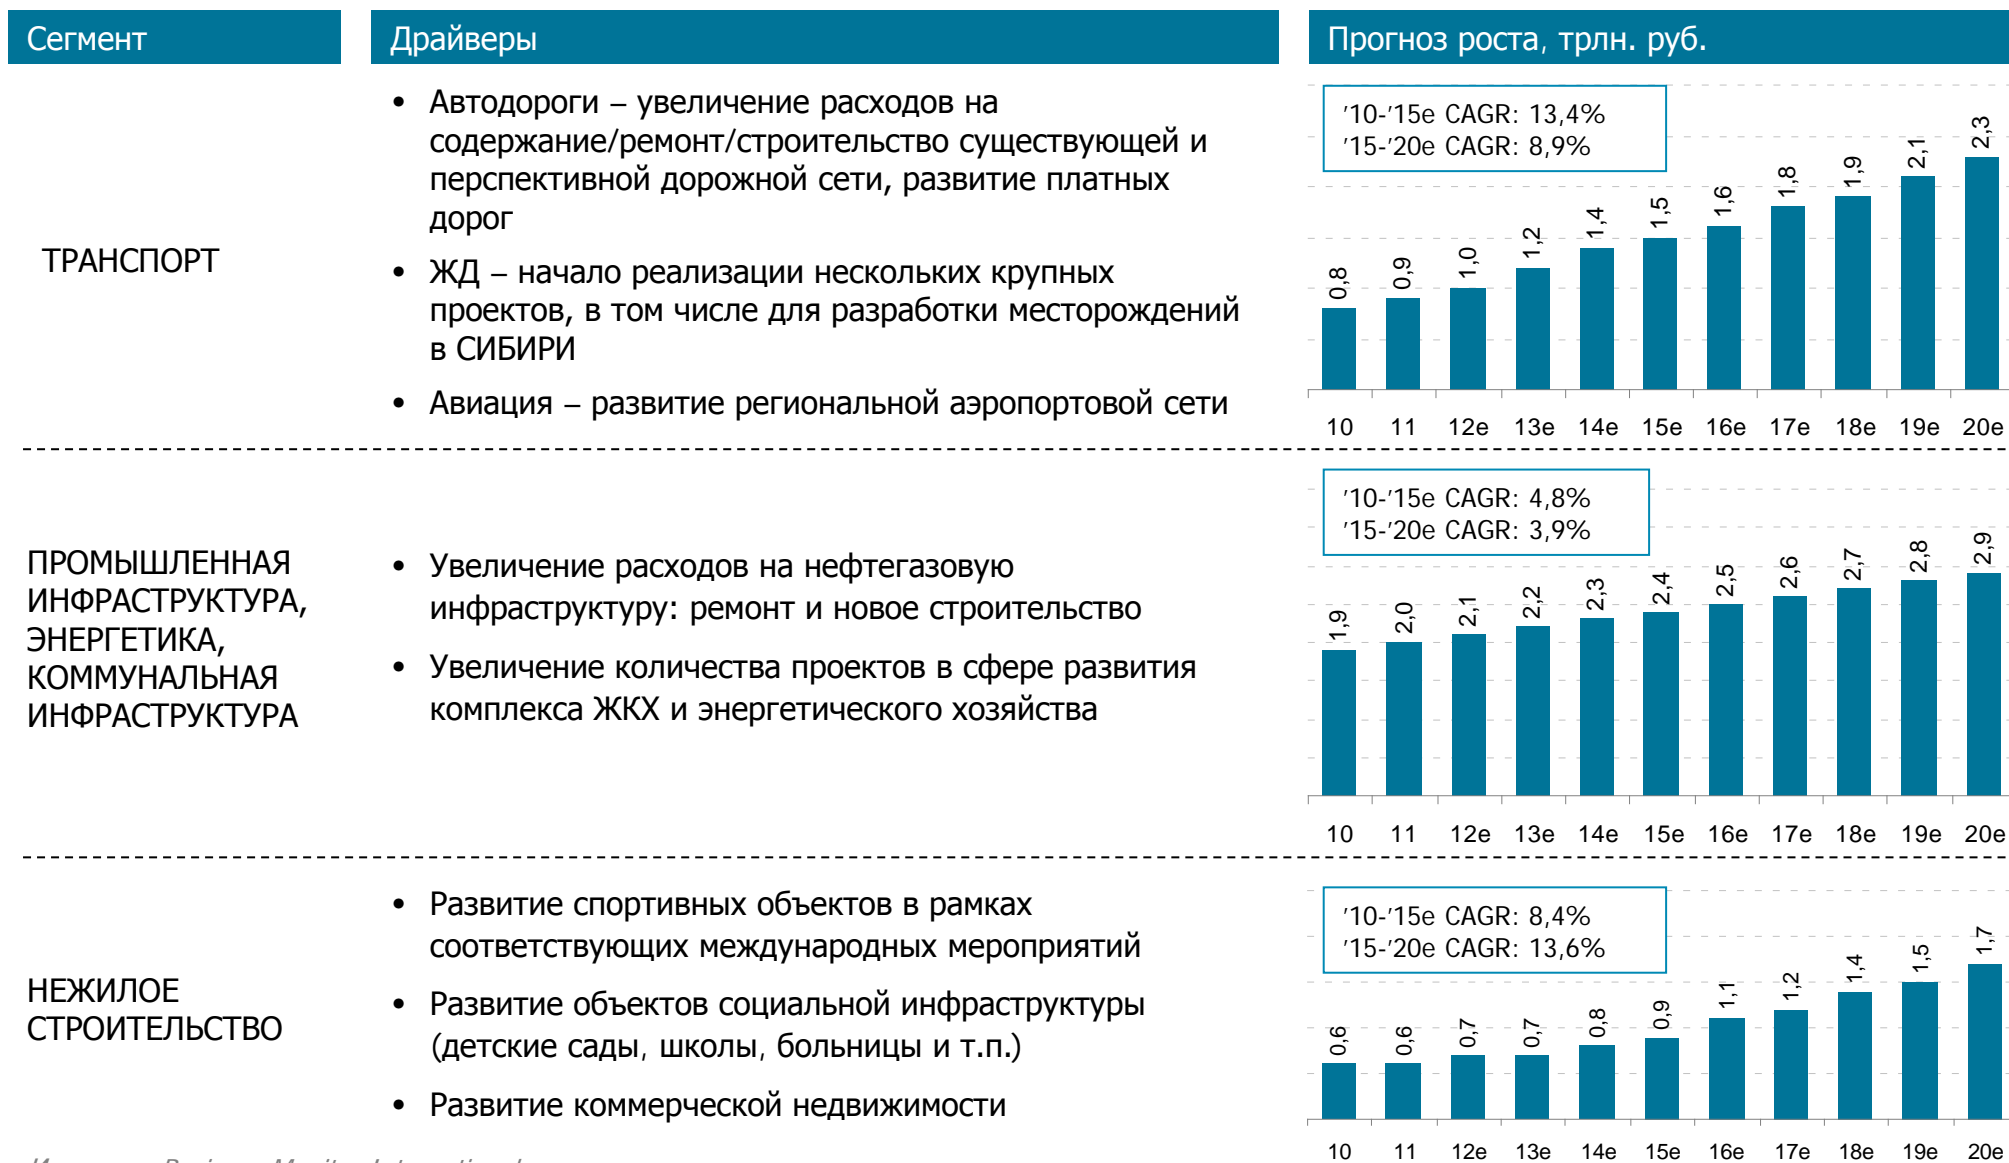 Сегмент
Драйверы
Прогноз роста, трлн. руб.
ТРАНСПОРТ
• Автодороги – увеличение расходов на
содержание/ремонт/строительство существующей и
перспективной дорожной сети, развитие платных
дорог
• ЖД – начало реализации нескольких крупных
проектов, в том числе для разработки месторождений
в СИБИРИ
• Авиация – развитие региональной аэропортовой сети
'10-'15e CAGR: 13,4%
'15-'20e CAGR: 8,9%
0,8 0,9 1,0 1,2 1,4 1,5 1,6 1,8 1,9 2,1 2,3
10 11 12e 13e 14e 15e 16e 17e 18e 19e 20e
ПРОМЫШЛЕННАЯ
ИНФРАСТРУКТУРА,
ЭНЕРГЕТИКА,
КОММУНАЛЬНАЯ
ИНФРАСТРУКТУРА
• Увеличение расходов на нефтегазовую
инфраструктуру: ремонт и новое строительство
• Увеличение количества проектов в сфере развития
комплекса ЖКХ и энергетического хозяйства
'10-'15e CAGR: 4,8%
'15-'20e CAGR: 3,9%
1,9 2,0 2,1 2,2 2,3 2,4 2,5 2,6 2,7 2,8 2,9
10 11 12e 13e 14e 15e 16e 17e 18e 19e 20e
НЕЖИЛОЕ
СТРОИТЕЛЬСТВО
• Развитие спортивных объектов в рамках
соответствующих международных мероприятий
• Развитие объектов социальной инфраструктуры
(детские сады, школы, больницы и т.п.)
• Развитие коммерческой недвижимости
'10-'15e CAGR: 8,4%
'15-'20e CAGR: 13,6%
0,6 0,6 0,7 0,7 0,8 0,9 1,1 1,2 1,4 1,5 1,7
10 11 12e 13e 14e 15e 16e 17e 18e 19e 20e